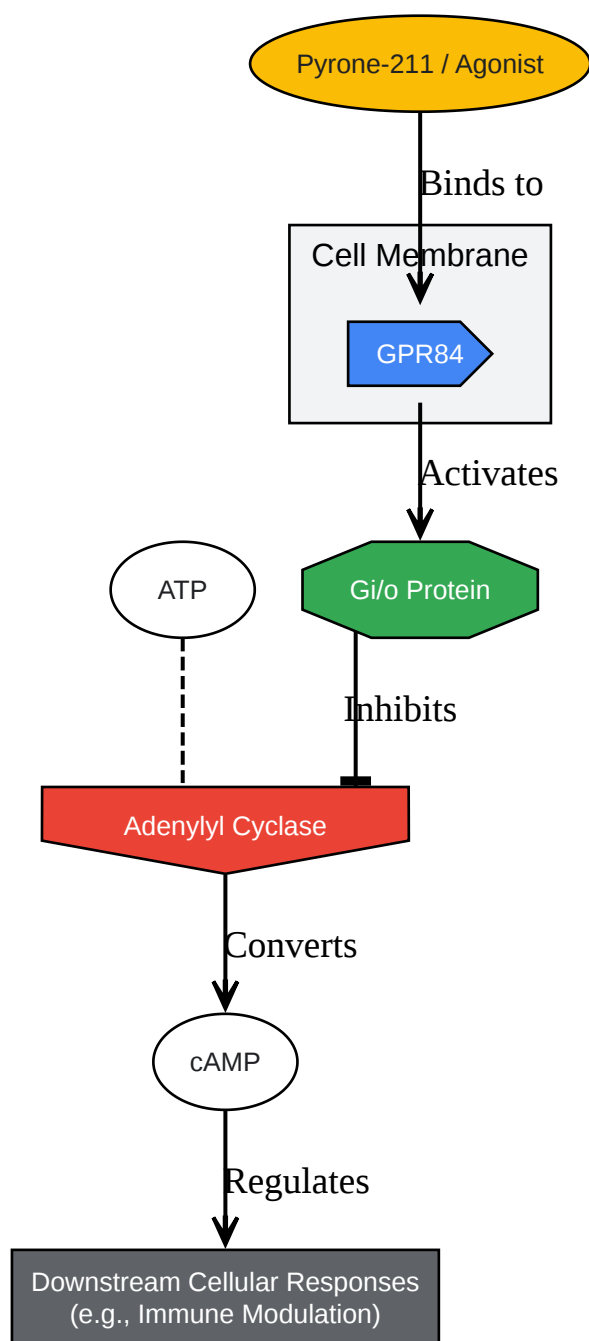 Pyrone-211 / Agonist
Binds to
Cell Membrane
GPR84
Activates
ATP
Gi/o Protein
Inhibits
Adenylyl Cyclase
Converts
cAMP
Regulates
Downstream Cellular Responses
(e.g., Immune Modulation)